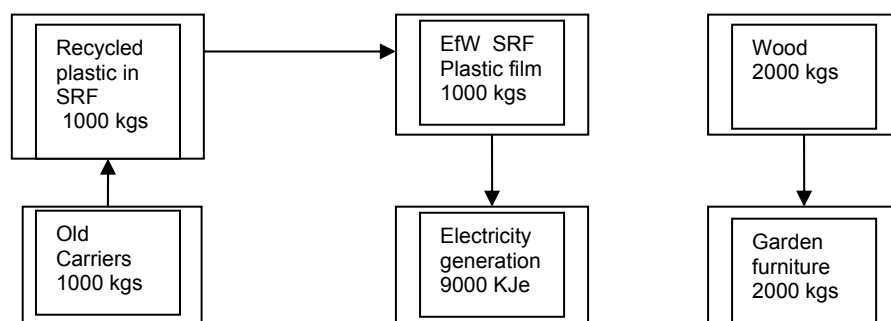 Recycled
plastic in
SRF
1000 kgs
EfW SRF
Plastic film
1000 kgs
Wood
2000 kgs
Old
Carriers
1000 kgs
Electricity
generation
9000 KJe
Garden
furniture
2000 kgs